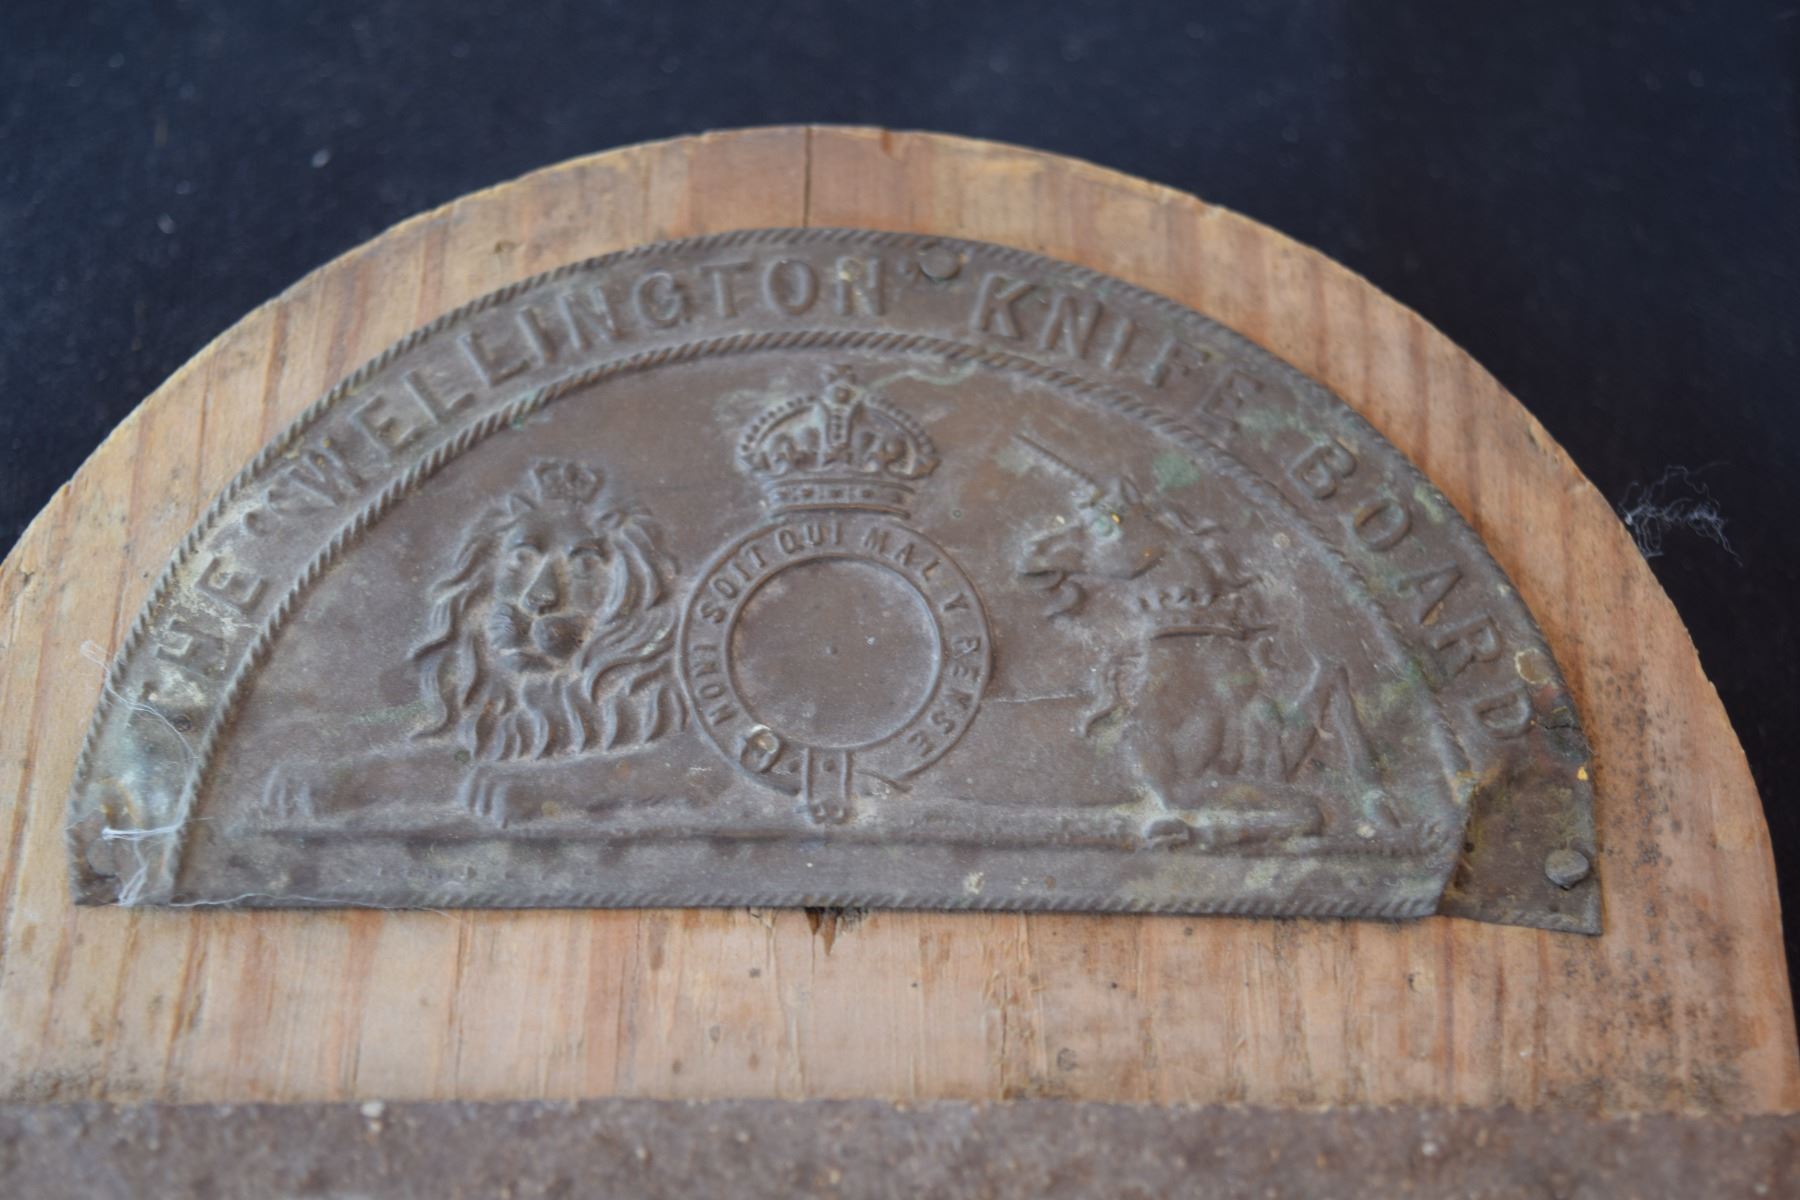 THE "WELLINGTON" KNIFE BOARD
HONI SOIT QUI MAL Y PENSE